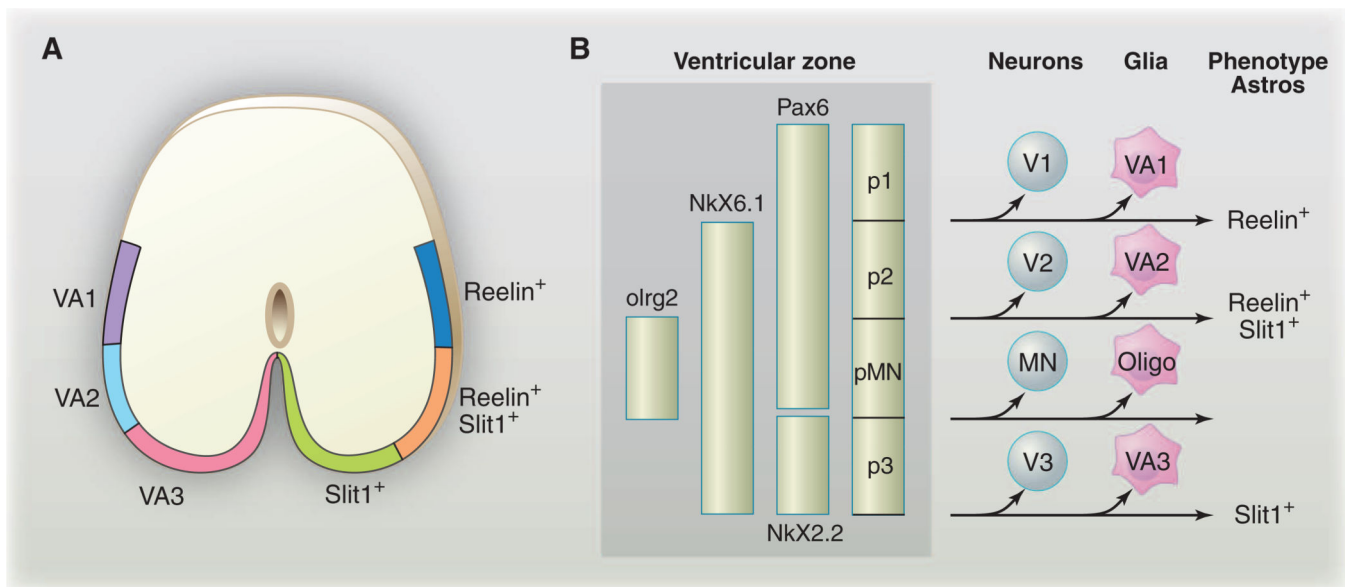 A
VA1
VA2
VA3
Reelin+
Reelin+
Slit1+
Slit1+
B
Ventricular zone
Neurons
Glia
Phenotype
Astros
Pax6
NkX6.1
olrg2
NkX2.2
p1
p2
pMN
p3
V1
VA1
Reelin+
V2
VA2
Reelin+
Slit1+
MN
Oligo
V3
VA3
Slit1+